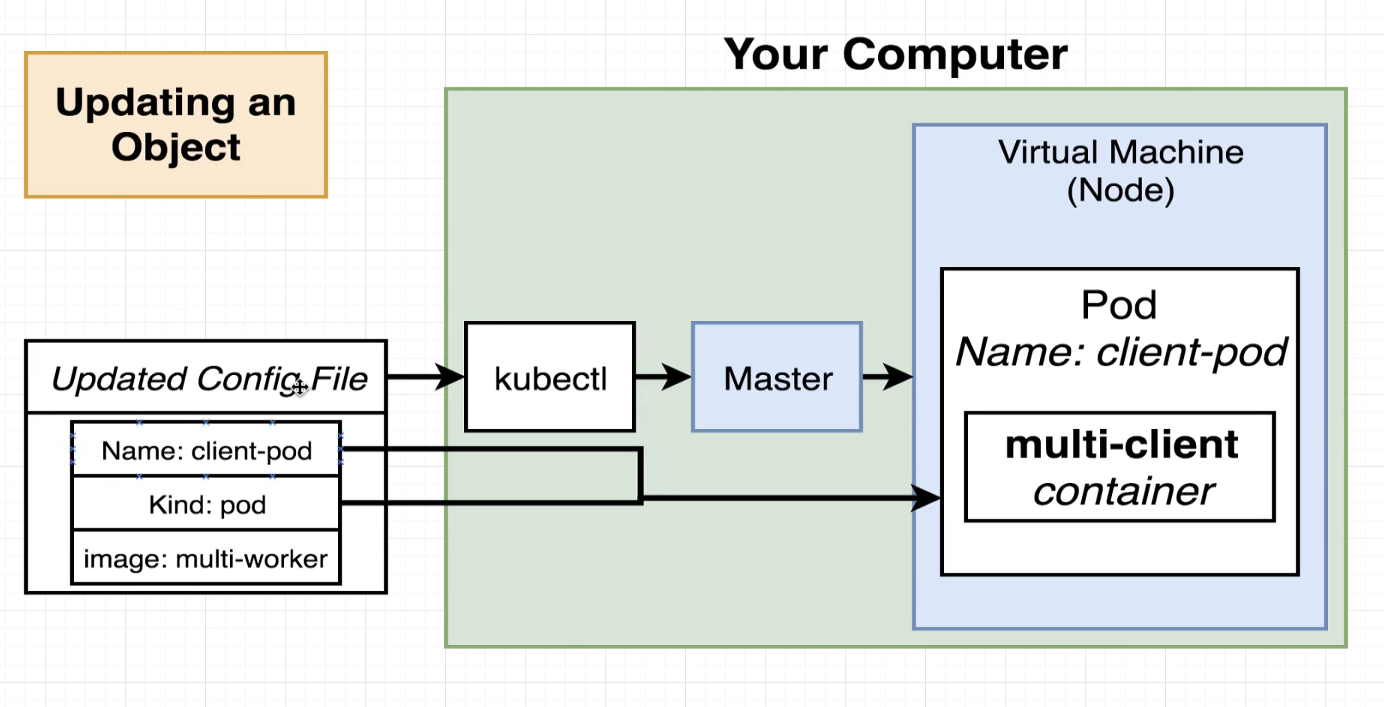 Updating an
Object
Your Computer
Virtual Machine
(Node)
Pod
Name: client-pod
multi-client
container
Updated Config File
kubectl
Master
Name: client-pod
Kind: pod
image: multi-worker